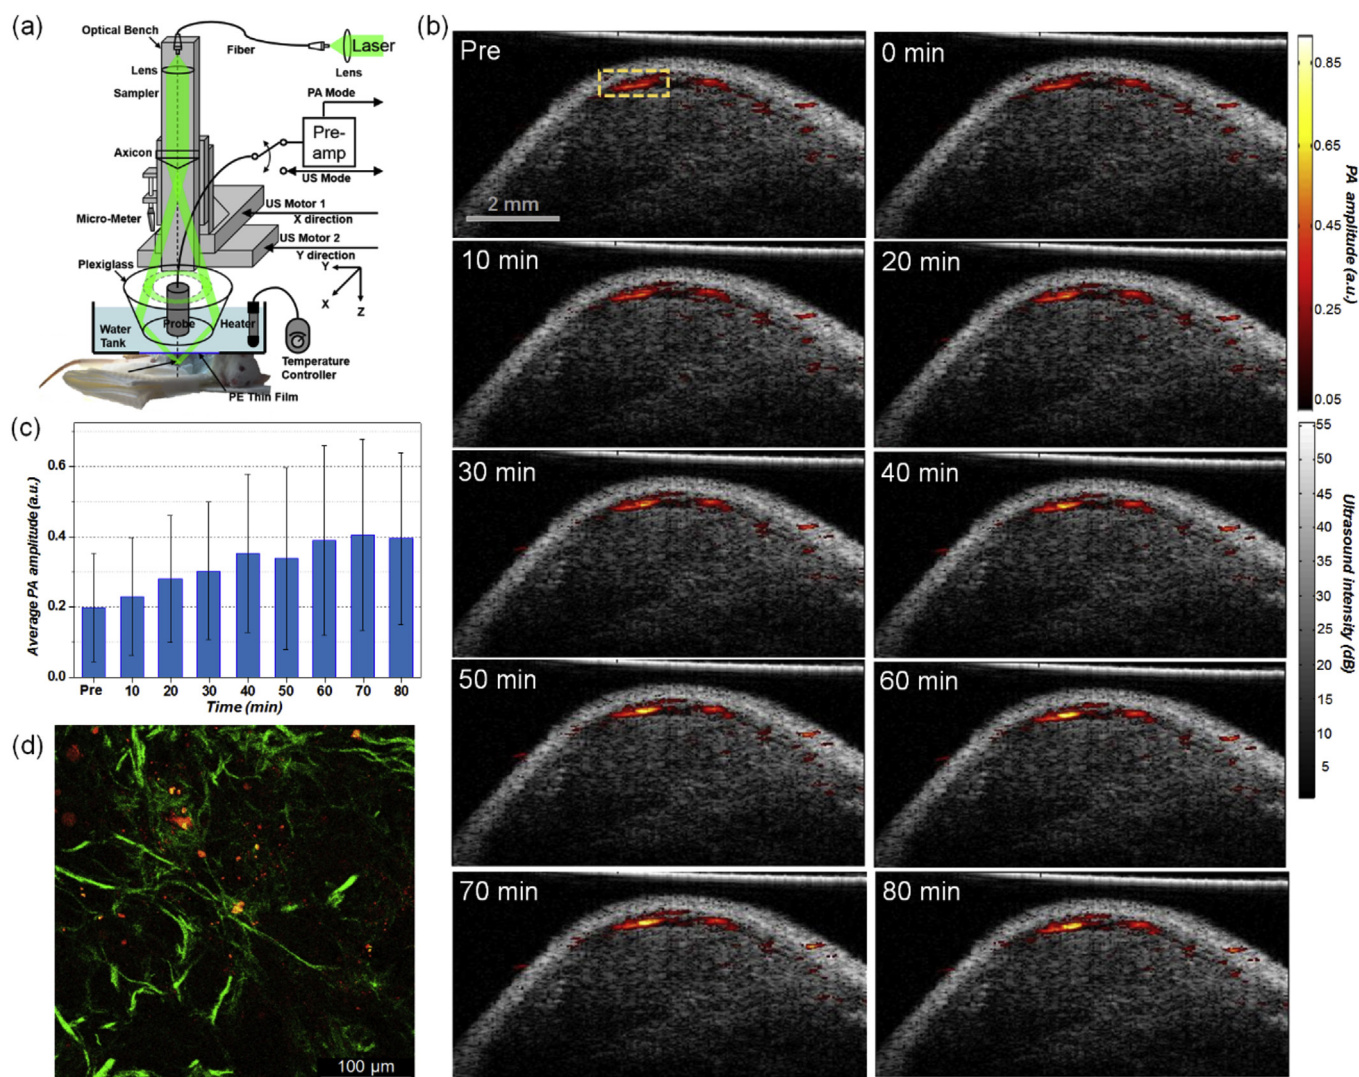 (a)
Optical Bench
Fiber
Laser
Lens
Lens
Sampler
PA Mode
Pre-
amp
Axicon
US Mode
Micro-Meter
US Motor 1
X direction
US Motor 2
Y direction
Plexiglass
Y
X
Z
Probe
Heater
Water
Tank
Temperature
Controller
PE Thin Film
(b)
Pre
2 mm
0 min
10 min
20 min
30 min
40 min
50 min
60 min
70 min
80 min
0.85
0.65
0.45
0.25
0.05
PA amplitude (a.u.)
55
50
45
40
35
30
25
20
15
10
5
Ultrasound intensity (dB)
(c)
Average PA amplitude (a.u.)
0.6
0.4
0.2
0.0
Pre 10 20 30 40 50 60 70 80
Time (min)
(d)
100 µm